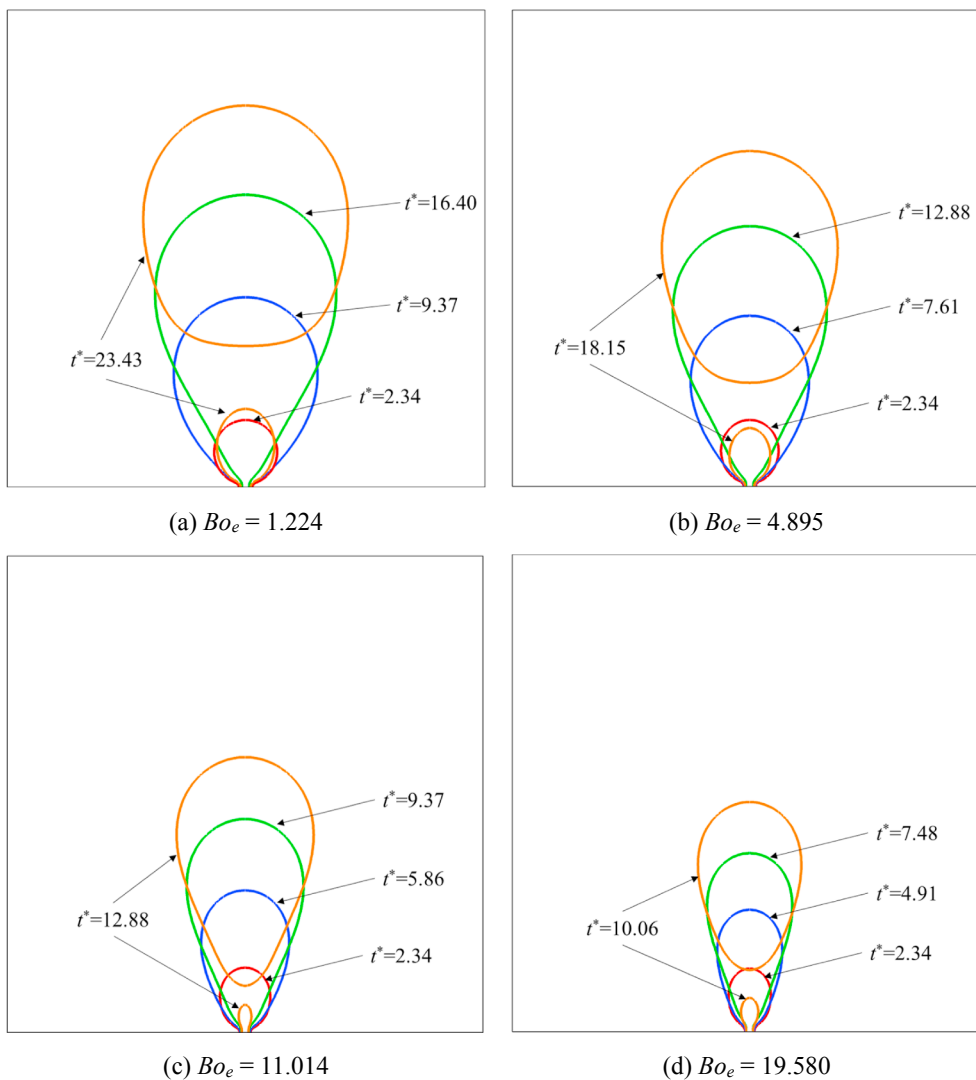 t*=16.40
t*=9.37
t*=23.43
t*=2.34
(a) Boe = 1.224
t*=12.88
t*=7.61
t*=18.15
t*=2.34
(b) Boe = 4.895
t*=9.37
t*=5.86
t*=12.88
t*=2.34
(c) Boe = 11.014
t*=7.48
t*=4.91
t*=10.06
t*=2.34
(d) Boe = 19.580